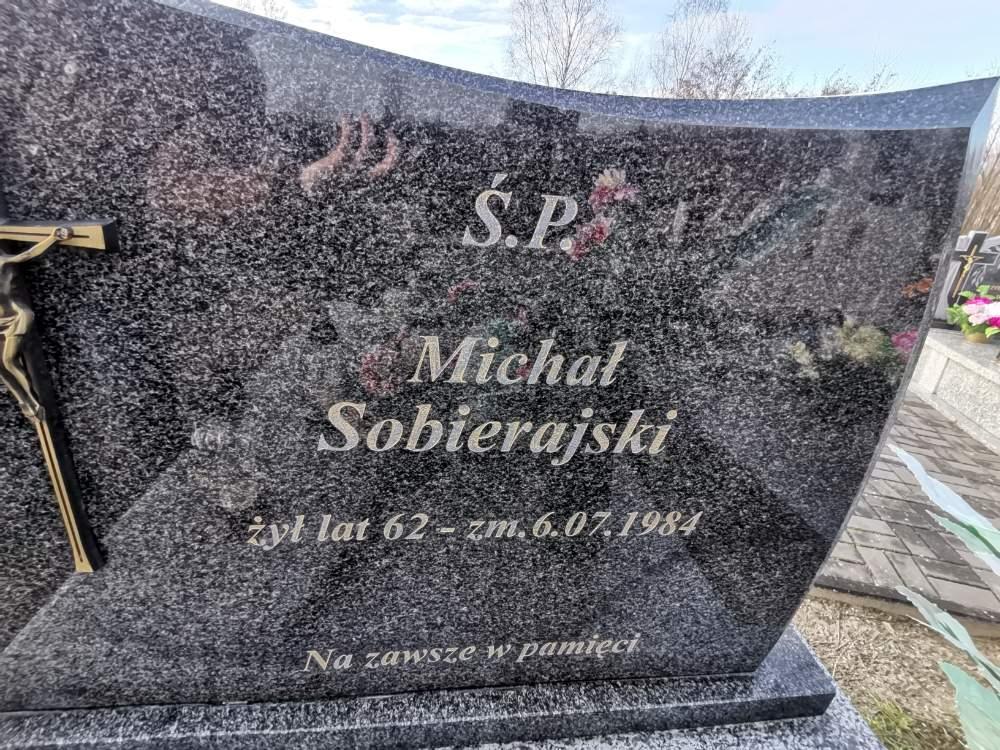 Ś.P.
Michał
Sobierajski
żył lat 62 - zm.6.07.1984
Na zawsze w pamięci